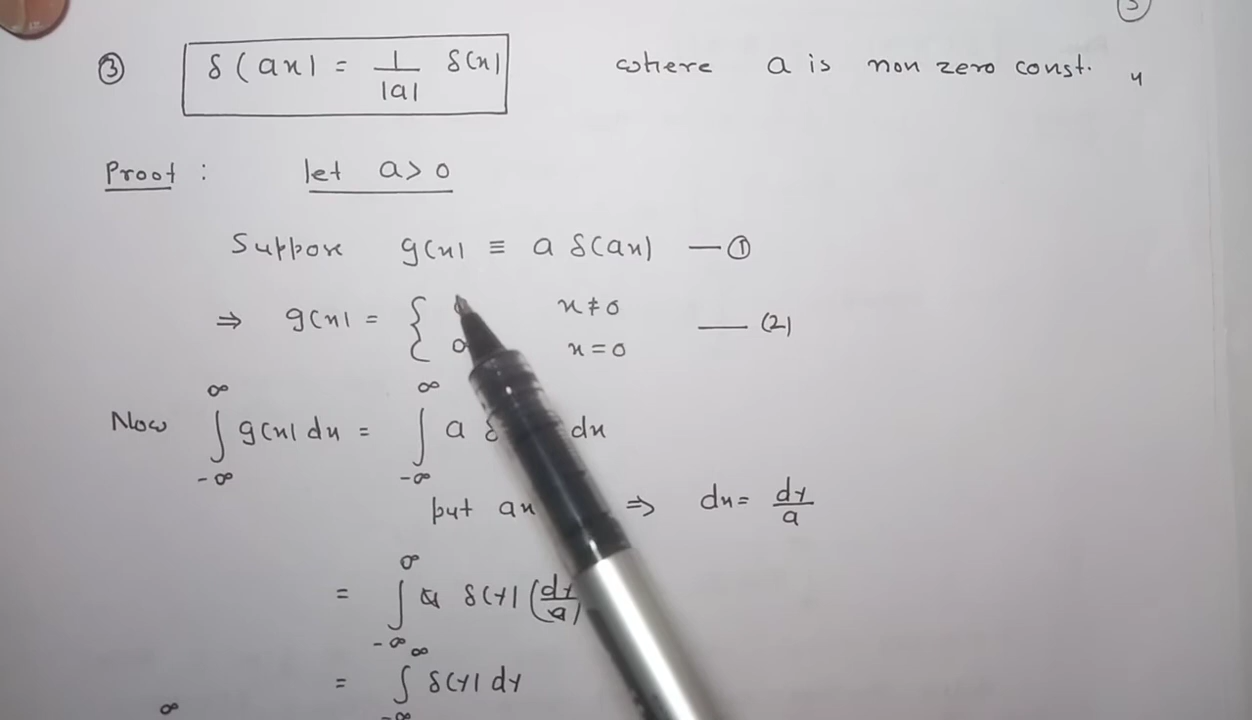 5
③ δ(ax) = 1/|a| δ(x) where a is non zero const.
Proof : let a > 0
Suppose g(x) ≡ a δ(ax) — ①
⇒ g(x) = { x ≠ 0 — (2)
x = 0
Now ∫_{-∞}^{∞} g(x) dx = ∫_{-∞}^{∞} a δ dx
put ax ⇒ dx = dy/a
= ∫_{-∞}^{∞} a δ(y) (dy/a)
= ∫_{-∞}^{∞} δ(y) dy
∞